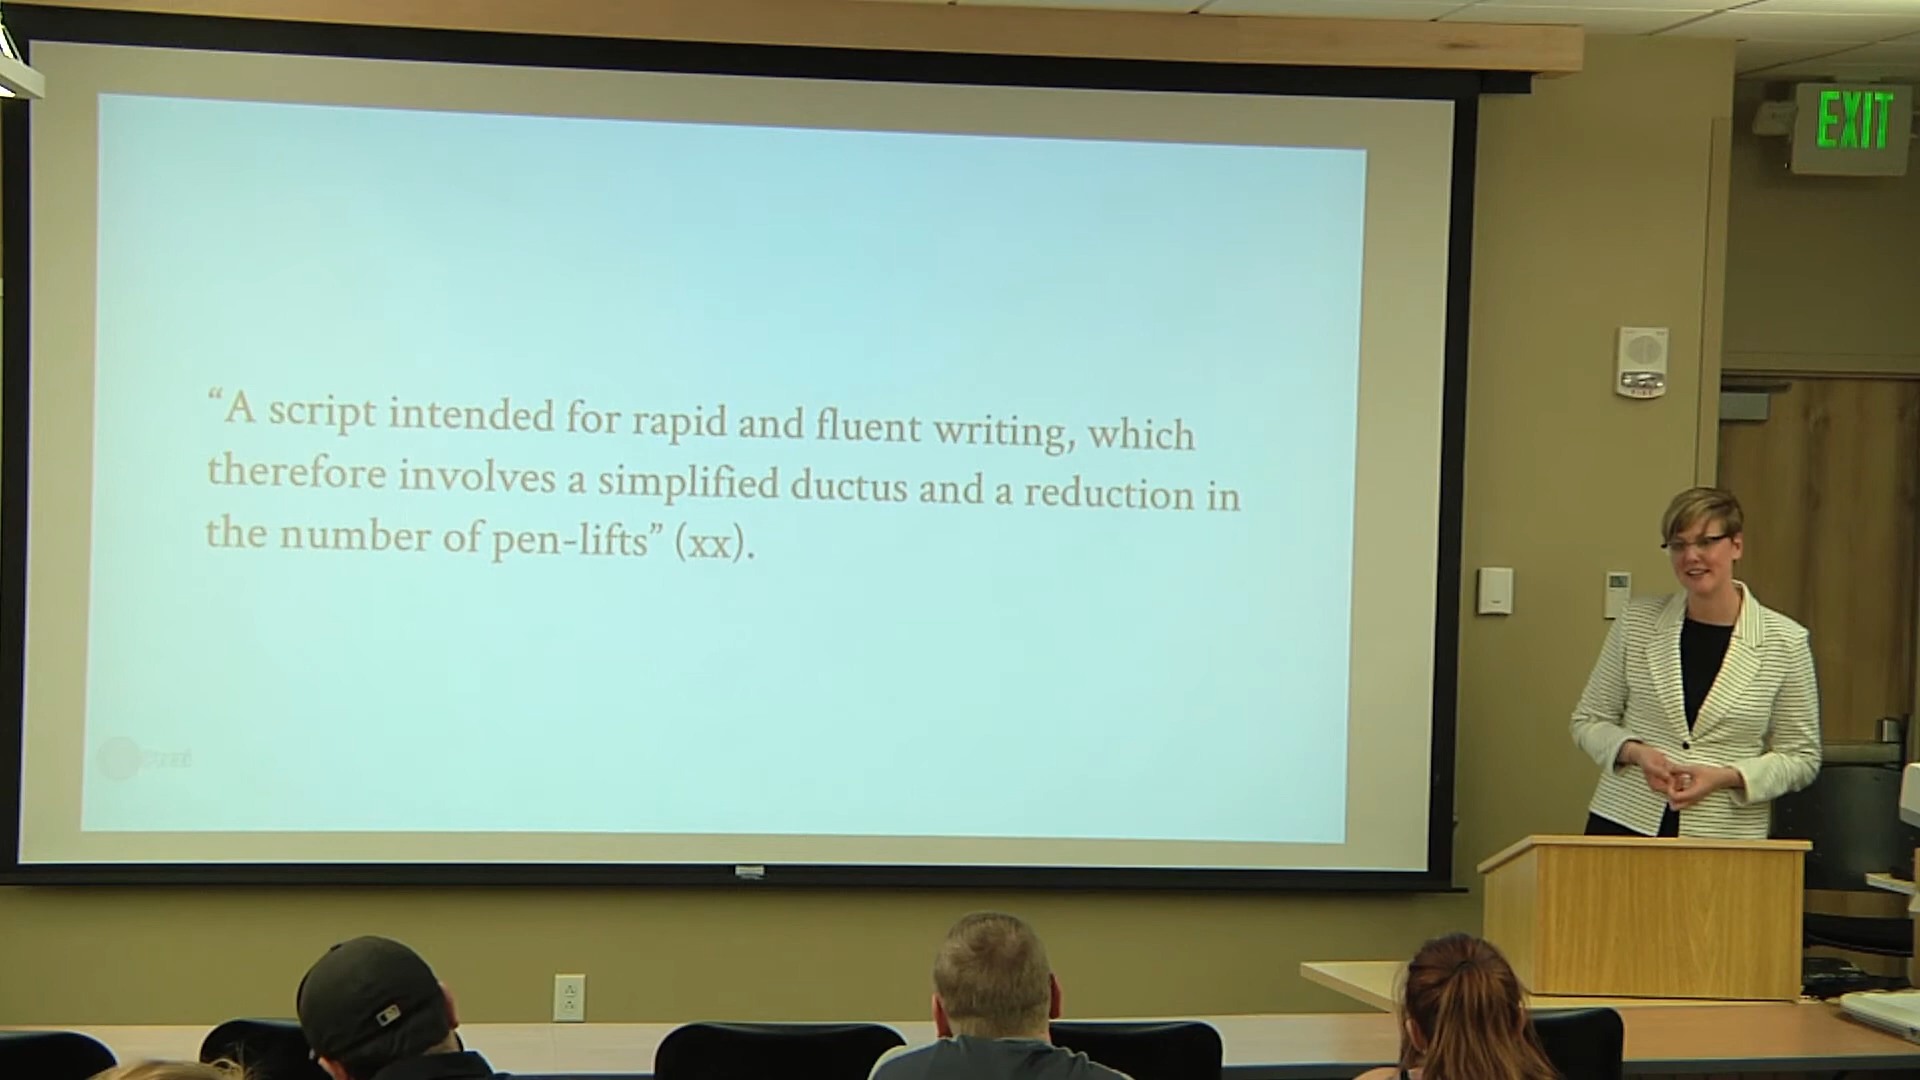 EXIT
“A script intended for rapid and fluent writing, which
therefore involves a simplified ductus and a reduction in
the number of pen-lifts” (xx).
FIRE